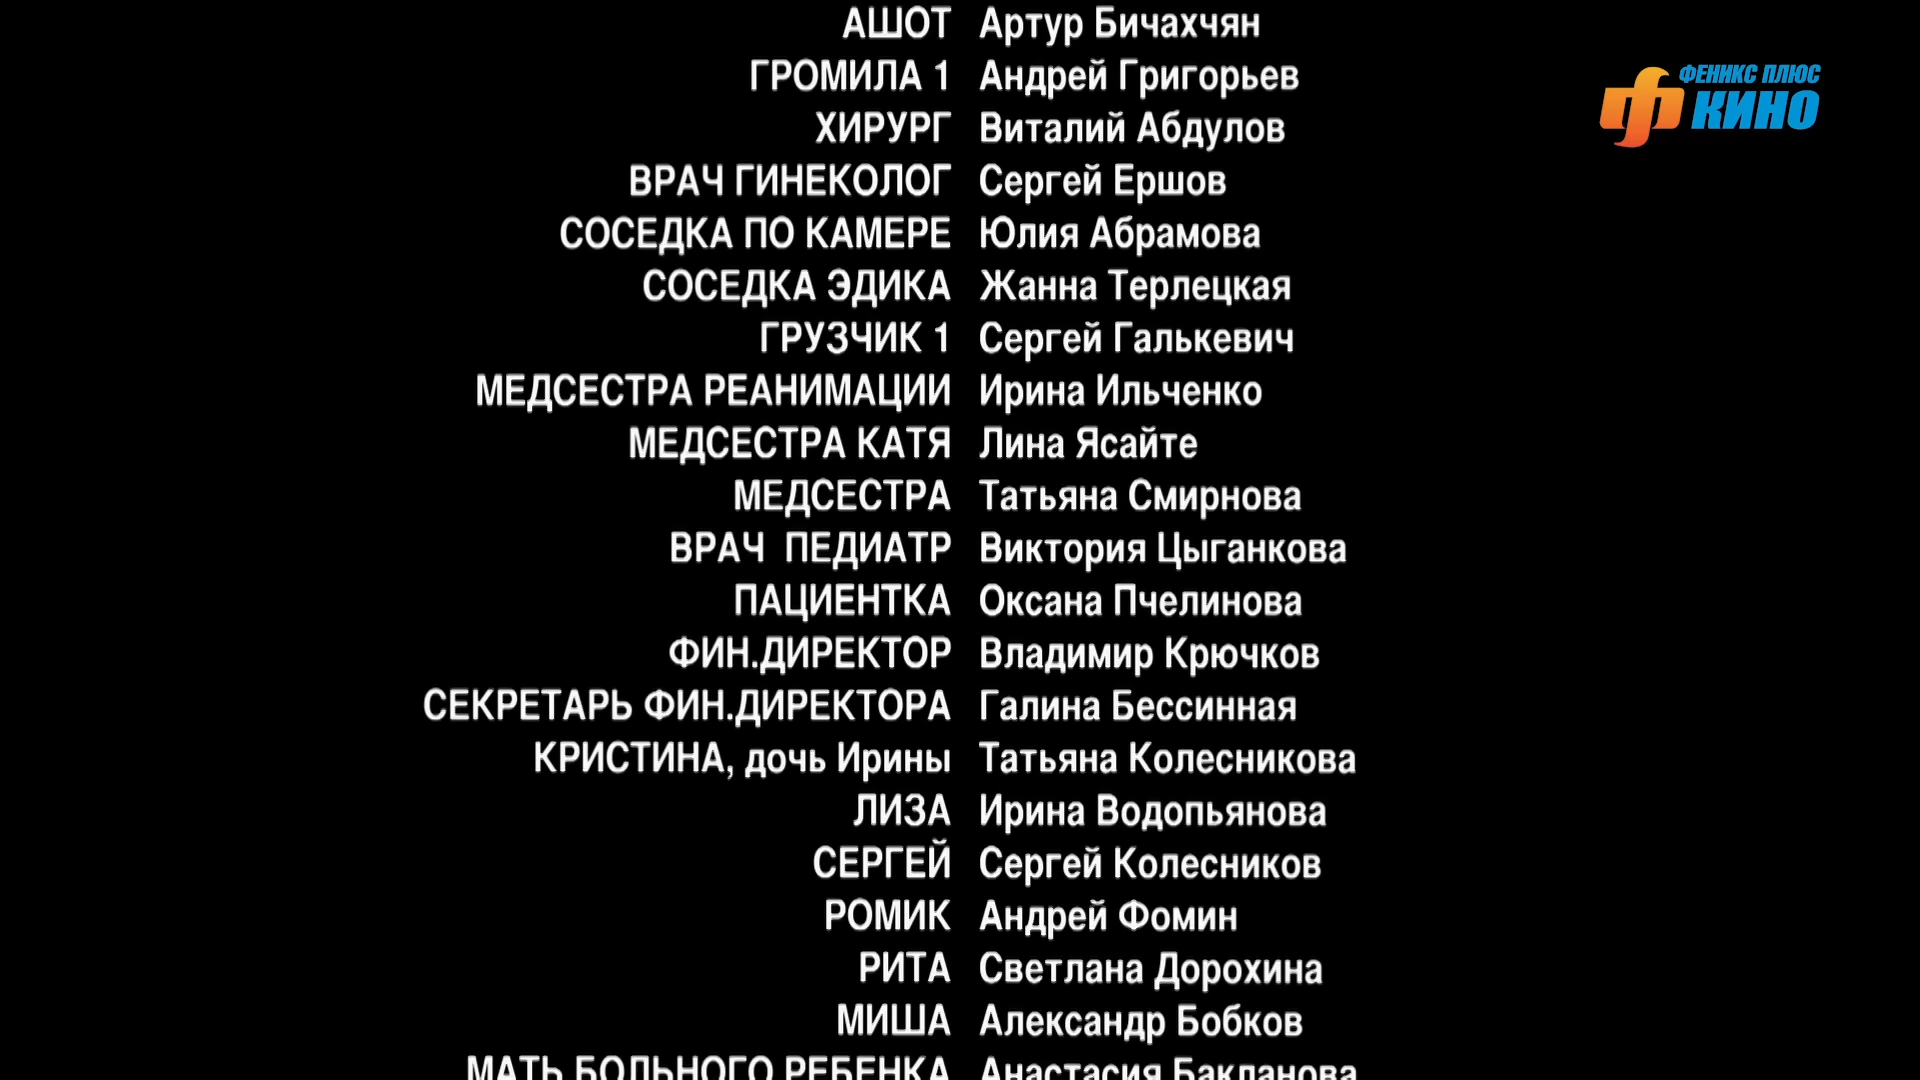 АШОТ Артур Бичахчян
ГРОМИЛА 1 Андрей Григорьев
ХИРУРГ Виталий Абдулов
ВРАЧ ГИНЕКОЛОГ Сергей Ершов
СОСЕДКА ПО КАМЕРЕ Юлия Абрамова
СОСЕДКА ЭДИКА Жанна Терлецкая
ГРУЗЧИК 1 Сергей Галькевич
МЕДСЕСТРА РЕАНИМАЦИИ Ирина Ильченко
МЕДСЕСТРА КАТЯ Лина Ясайте
МЕДСЕСТРА Татьяна Смирнова
ВРАЧ ПЕДИАТР Виктория Цыганкова
ПАЦИЕНТКА Оксана Пчелинова
ФИН.ДИРЕКТОР Владимир Крючков
СЕКРЕТАРЬ ФИН.ДИРЕКТОРА Галина Бессинная
КРИСТИНА, дочь Ирины Татьяна Колесникова
ЛИЗА Ирина Водопьянова
СЕРГЕЙ Сергей Колесников
РОМИК Андрей Фомин
РИТА Светлана Дорохина
МИША Александр Бобков
МАТЬ БОЛЬНОГО РЕБЕНКА Анастасия Бакланова
ФЕНИКС ПЛЮС
КИНО